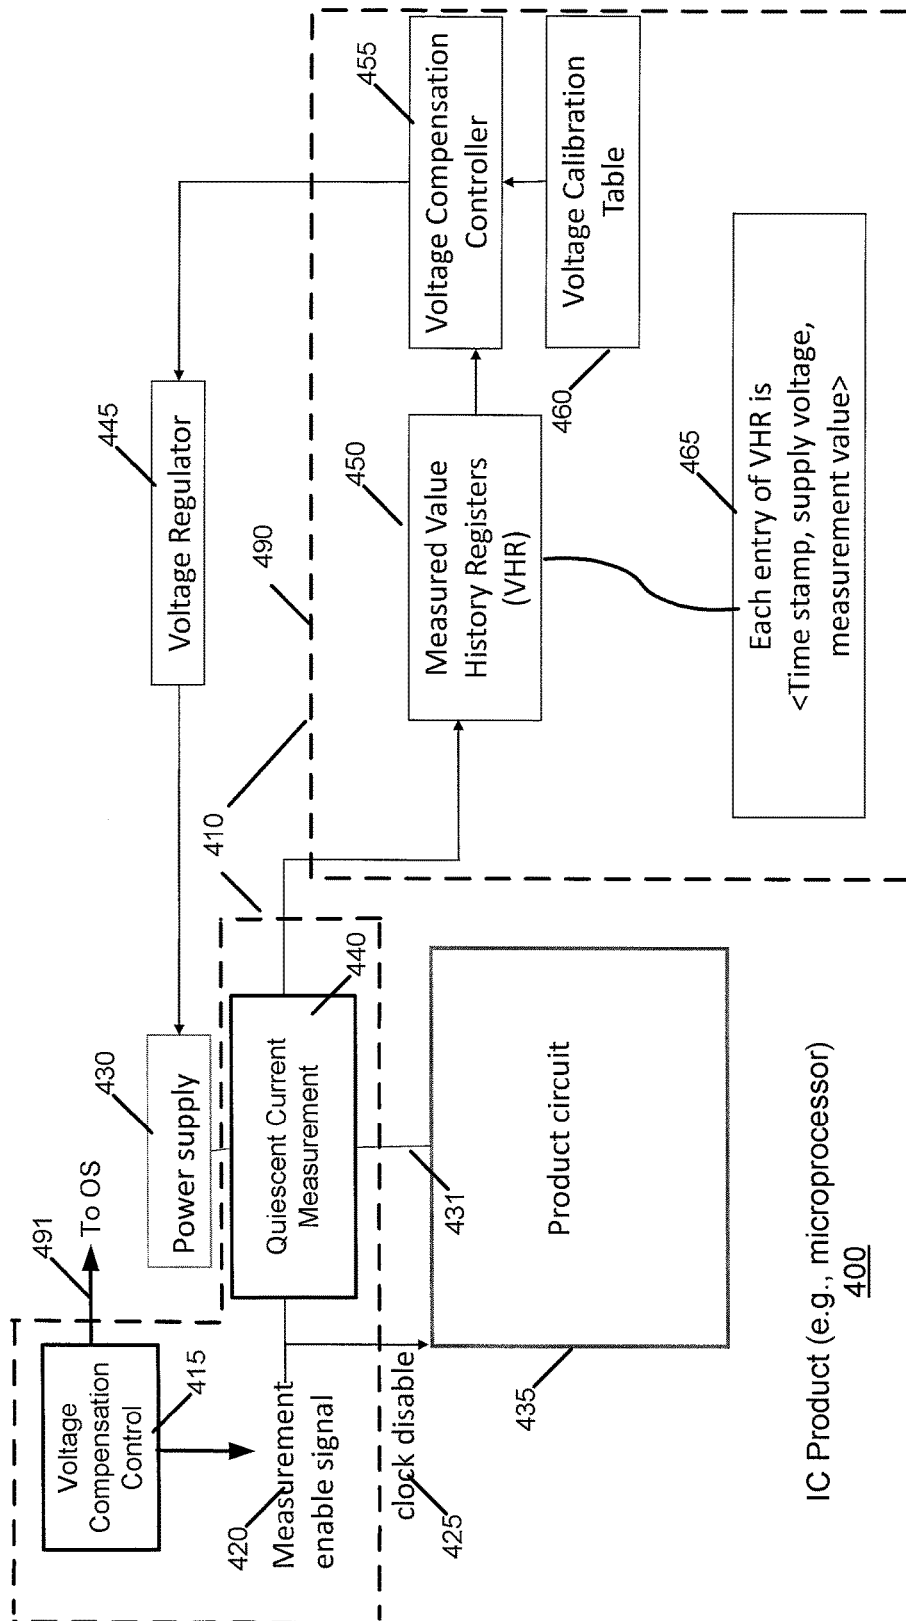 491
To OS
Voltage
Compensation
Control
415
420
Measurement
enable signal
clock disable
425
430
Power supply
Quiescent Current
Measurement
440
431
Product circuit
435
410
445
Voltage Regulator
490
450
Measured Value
History Registers
(VHR)
455
Voltage Compensation
Controller
Voltage Calibration
Table
460
465
Each entry of VHR is
<Time stamp, supply voltage,
measurement value>
IC Product (e.g., microprocessor)
400